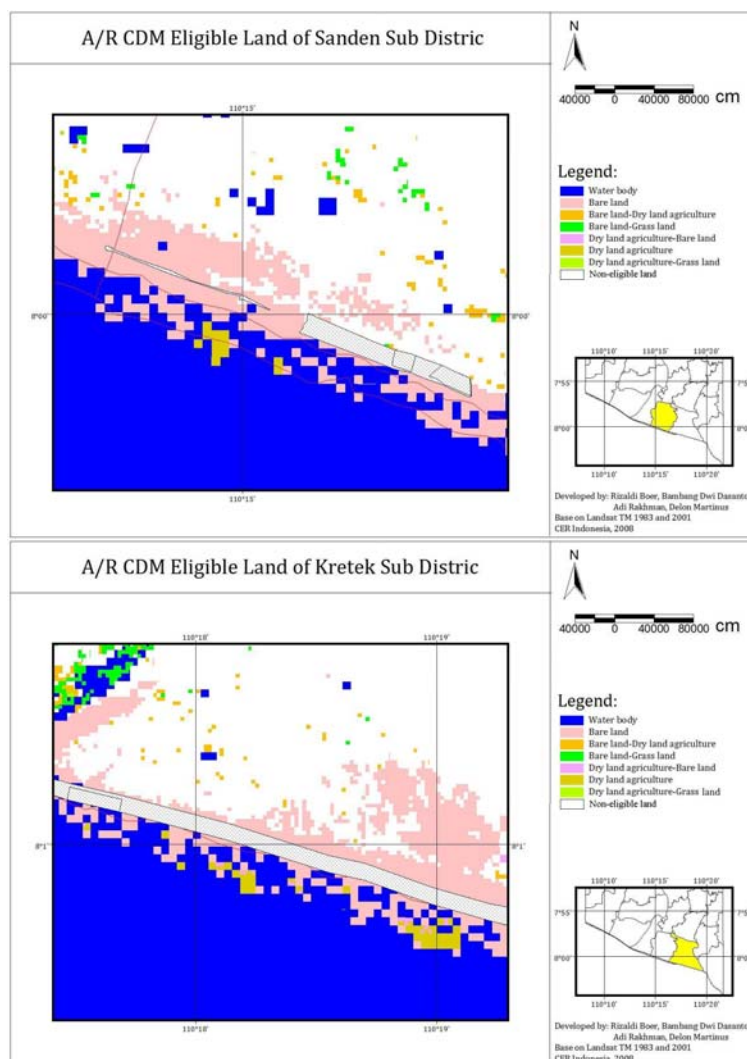 A/R CDM Eligible Land of Sanden Sub Distric
N
40000 0 40000 80000 cm
110°15'
8°00'
8°00'
110°15'
Legend:
Water body
Bare land
Bare land-Dry land agriculture
Bare land-Grass land
Dry land agriculture-Bare land
Dry land agriculture
Dry land agriculture-Grass land
Non-eligible land
110°10' 110°15' 110°20'
7°55'
8°00'
110°10' 110°15' 110°20'
Developed by: Rizaldi Boer, Bambang Dwi Dasanto
Adi Rakhman, Delon Martinus
Base on Landsat TM 1983 and 2001
CER Indonesia, 2008
A/R CDM Eligible Land of Kretek Sub Distric
N
40000 0 40000 80000 cm
110°18' 110°19'
8°1'
8°1'
110°18' 110°19'
Legend:
Water body
Bare land
Bare land-Dry land agriculture
Bare land-Grass land
Dry land agriculture-Bare land
Dry land agriculture
Dry land agriculture-Grass land
Non-eligible land
110°10' 110°15' 110°20'
7°55'
8°00'
110°10' 110°15' 110°20'
Developed by: Rizaldi Boer, Bambang Dwi Dasanto
Adi Rakhman, Delon Martinus
Base on Landsat TM 1983 and 2001
CER Indonesia, 2008